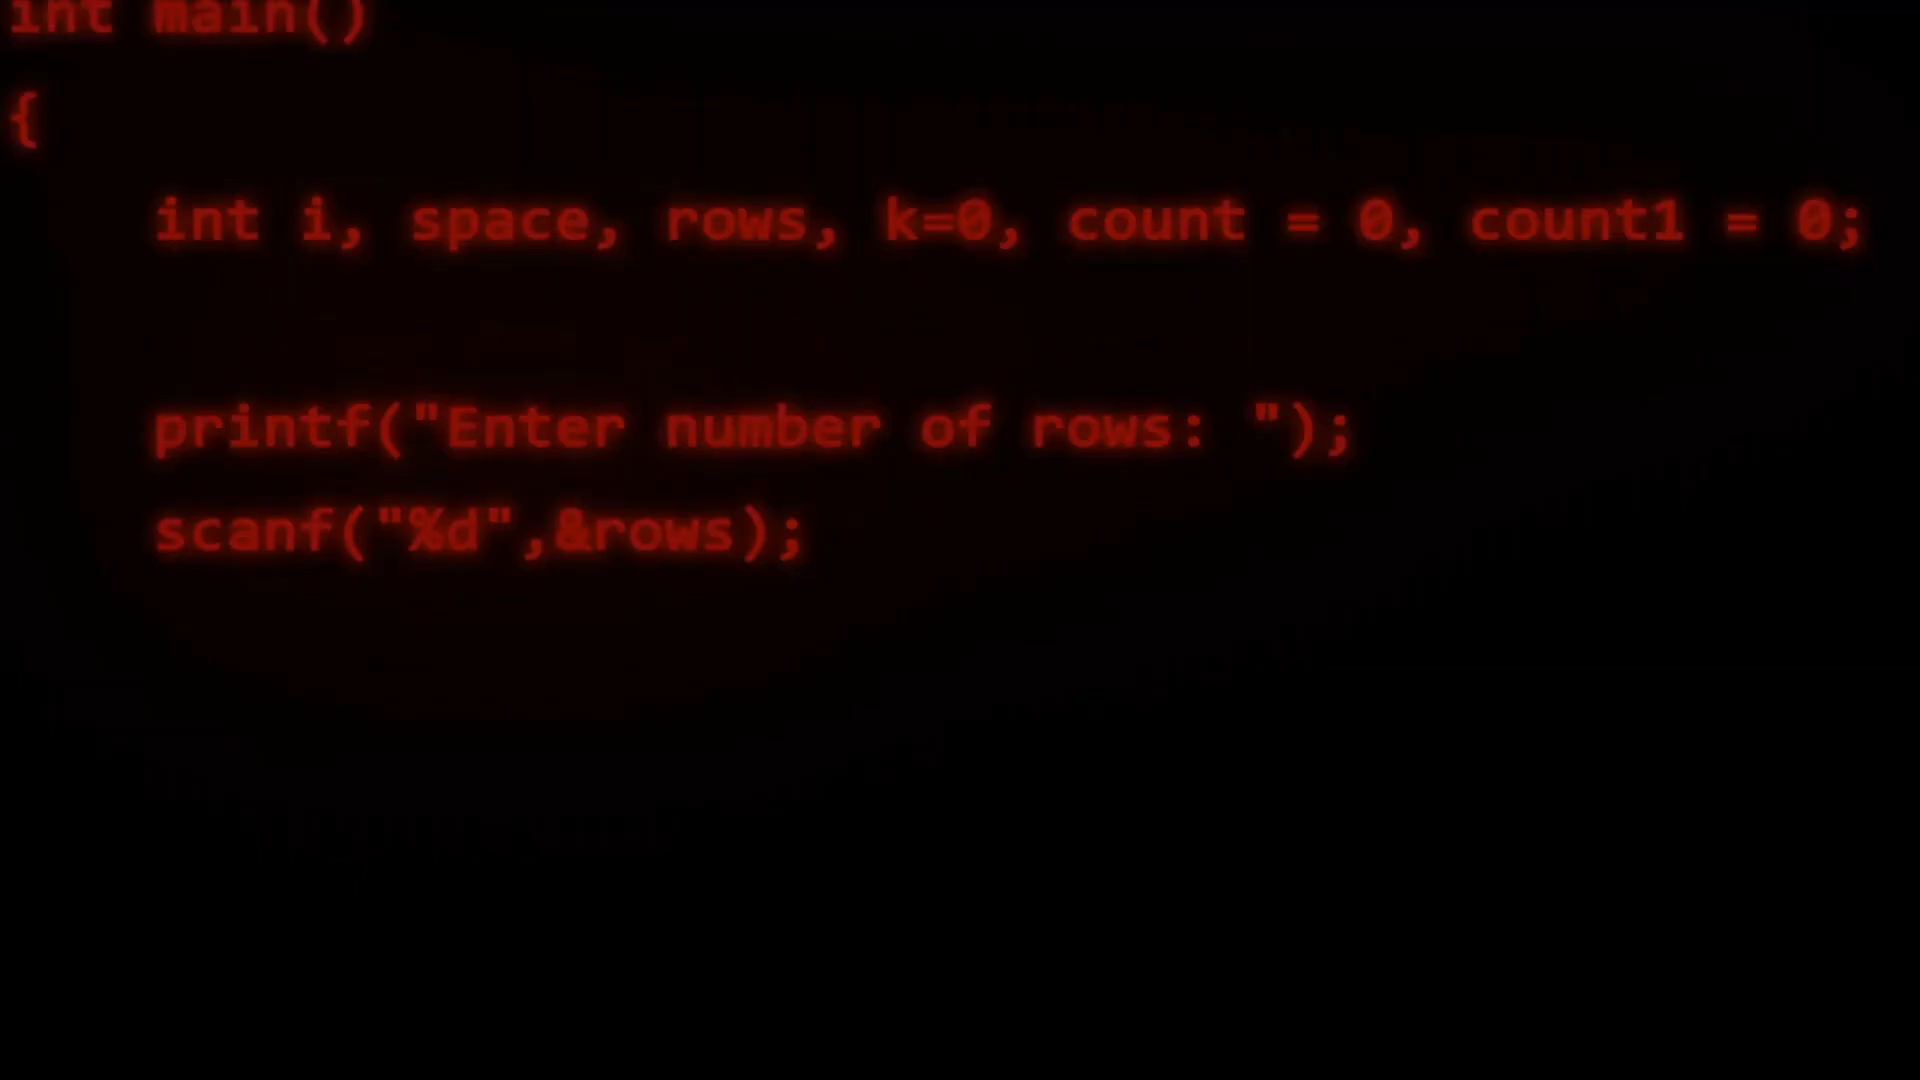 int main()
{
int i, space, rows, k=0, count = 0, count1 = 0;
printf("Enter number of rows: ");
scanf("%d",&rows);